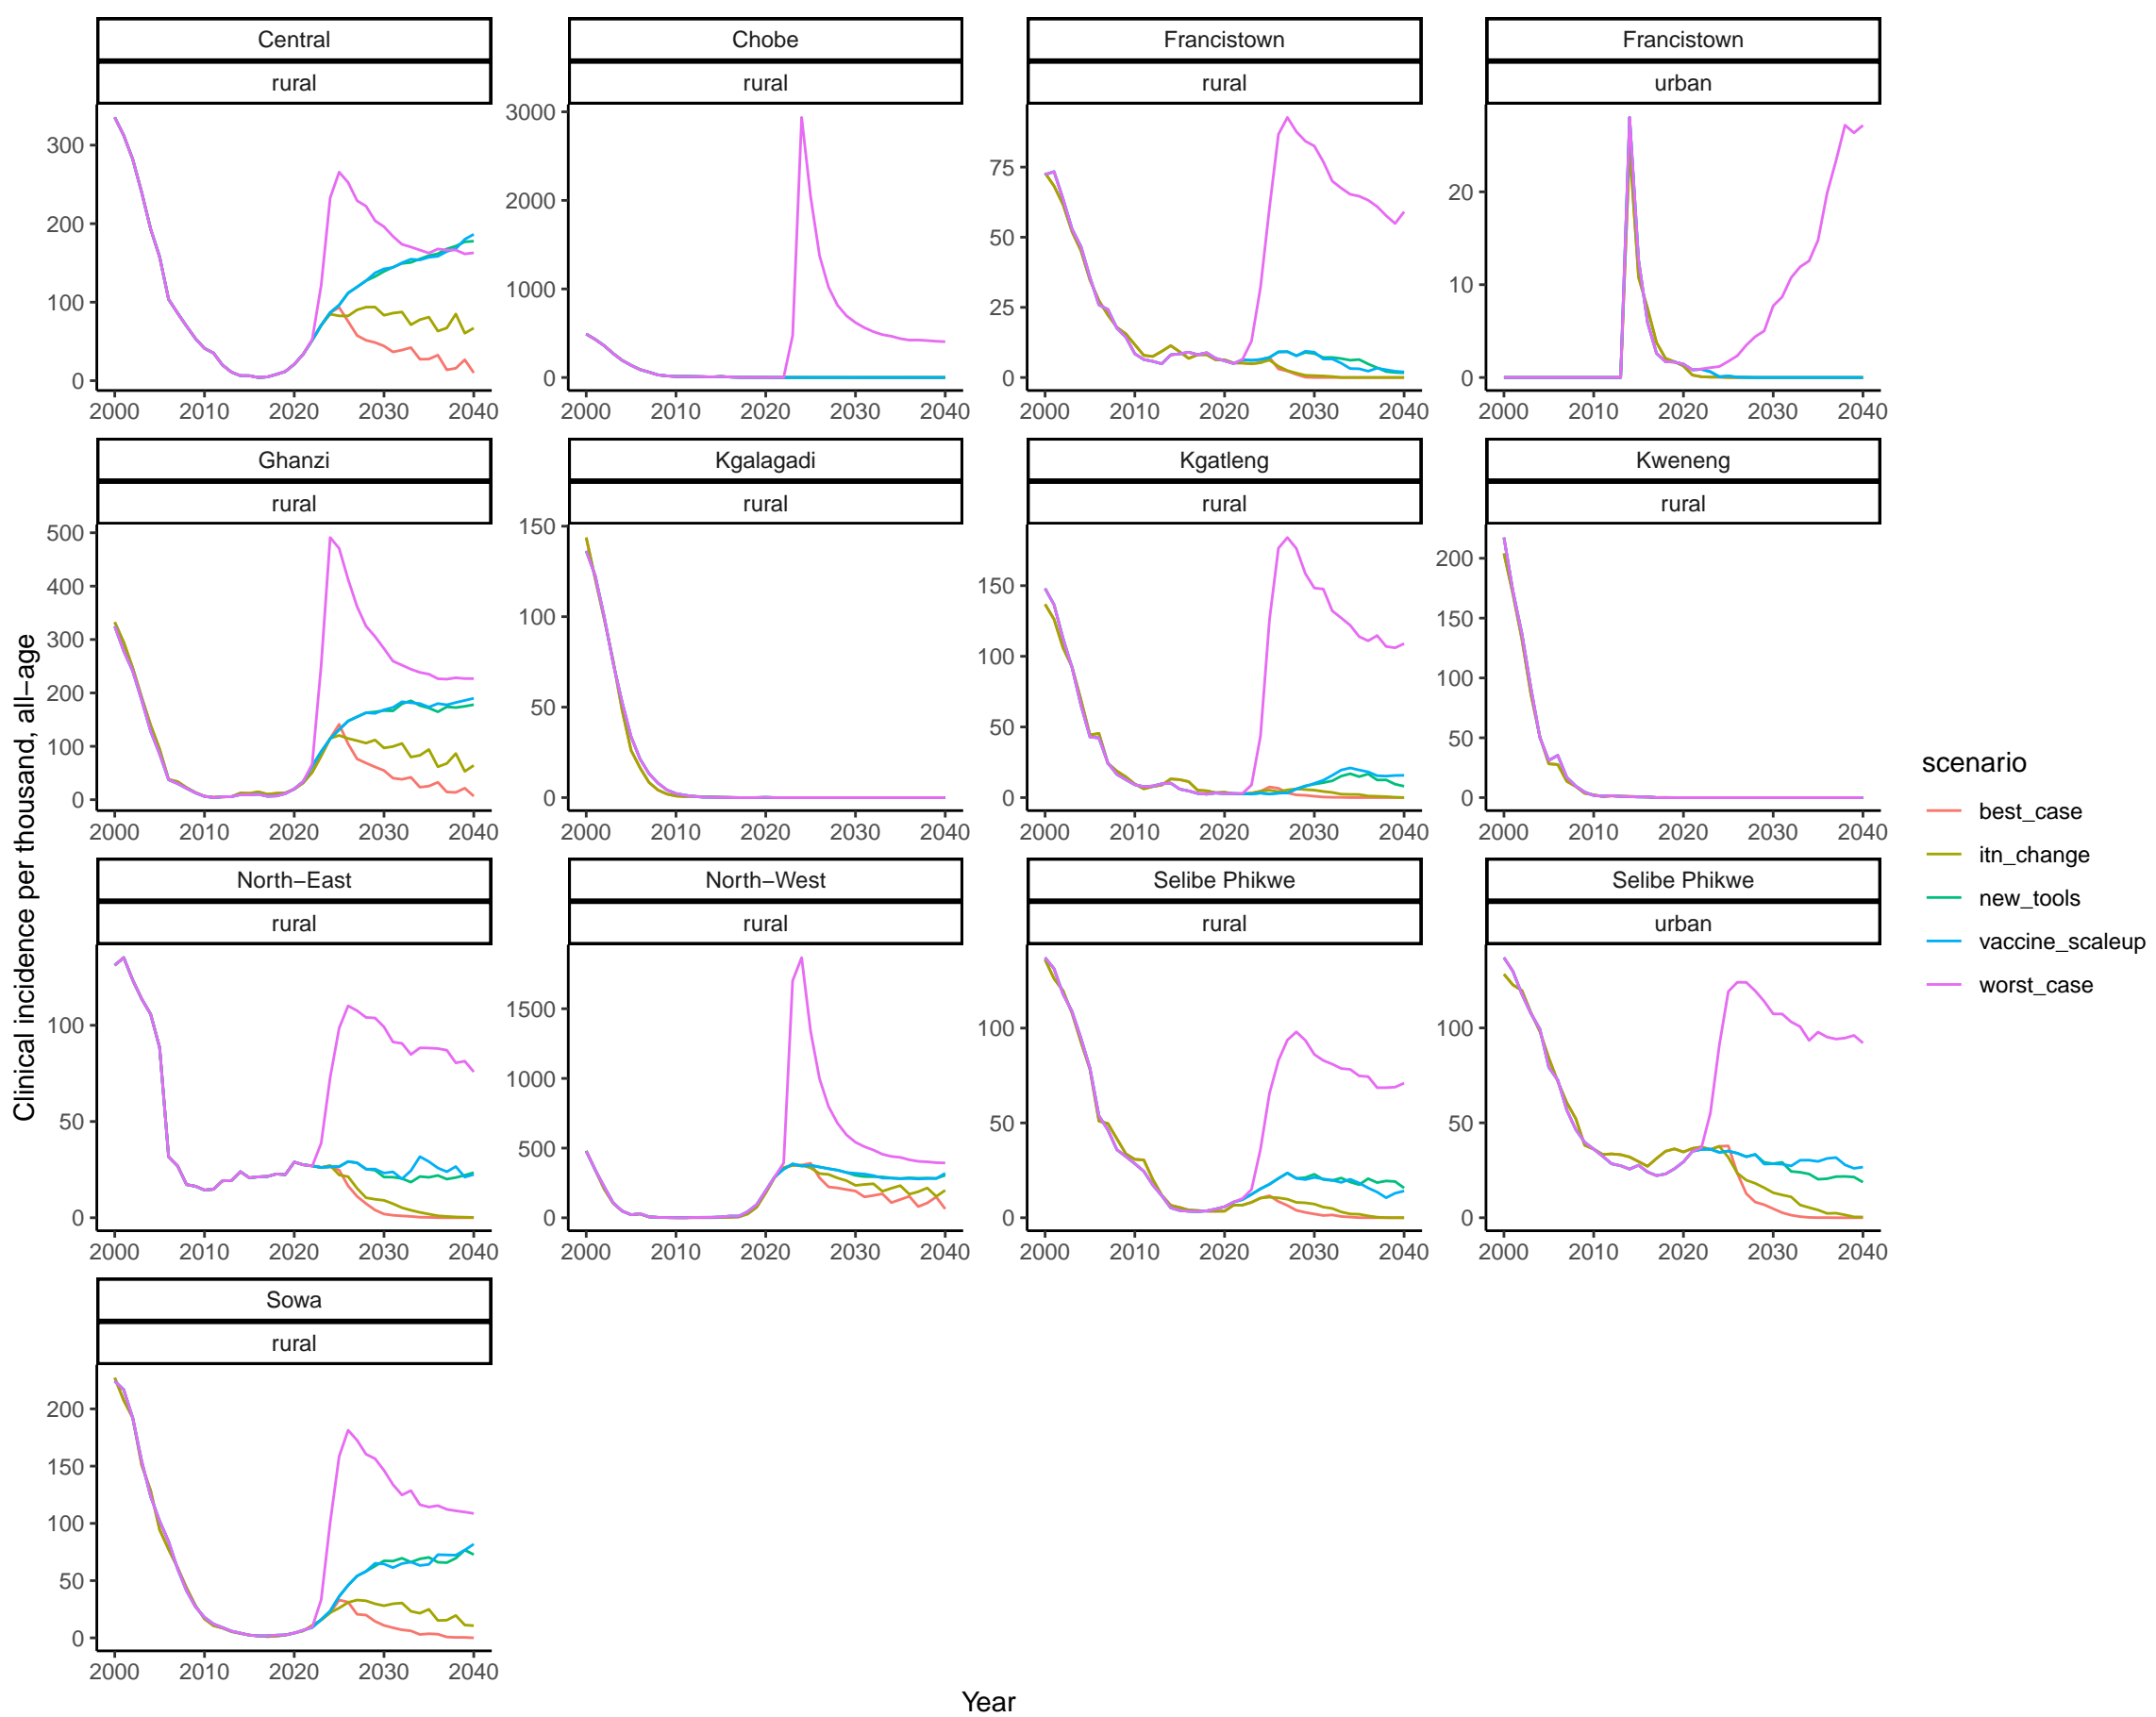 Central
rural
300
200
100
0
2000 2010 2020 2030 2040
Chobe
rural
3000
2000
1000
0
2000 2010 2020 2030 2040
Francistown
rural
75
50
25
0
2000 2010 2020 2030 2040
Francistown
urban
20
10
0
2000 2010 2020 2030 2040
Ghanzi
rural
500
400
300
200
100
0
2000 2010 2020 2030 2040
Kgalagadi
rural
150
100
50
0
2000 2010 2020 2030 2040
Kgatleng
rural
150
100
50
0
2000 2010 2020 2030 2040
Kweneng
rural
200
150
100
50
0
2000 2010 2020 2030 2040
North−East
rural
100
50
0
2000 2010 2020 2030 2040
North−West
rural
1500
1000
500
0
2000 2010 2020 2030 2040
Selibe Phikwe
rural
100
50
0
2000 2010 2020 2030 2040
Selibe Phikwe
urban
100
50
0
2000 2010 2020 2030 2040
Sowa
rural
200
150
100
50
0
2000 2010 2020 2030 2040
Clinical incidence per thousand, all−age
Year
scenario
best_case
itn_change
new_tools
vaccine_scaleup
worst_case